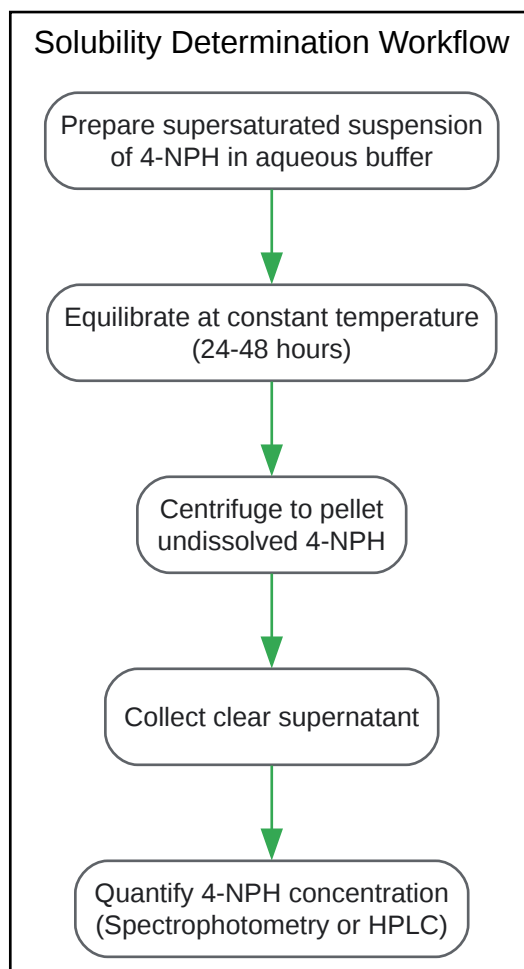 Solubility Determination Workflow
Prepare supersaturated suspension
of 4-NPH in aqueous buffer
Equilibrate at constant temperature
(24-48 hours)
Centrifuge to pellet
undissolved 4-NPH
Collect clear supernatant
Quantify 4-NPH concentration
(Spectrophotometry or HPLC)